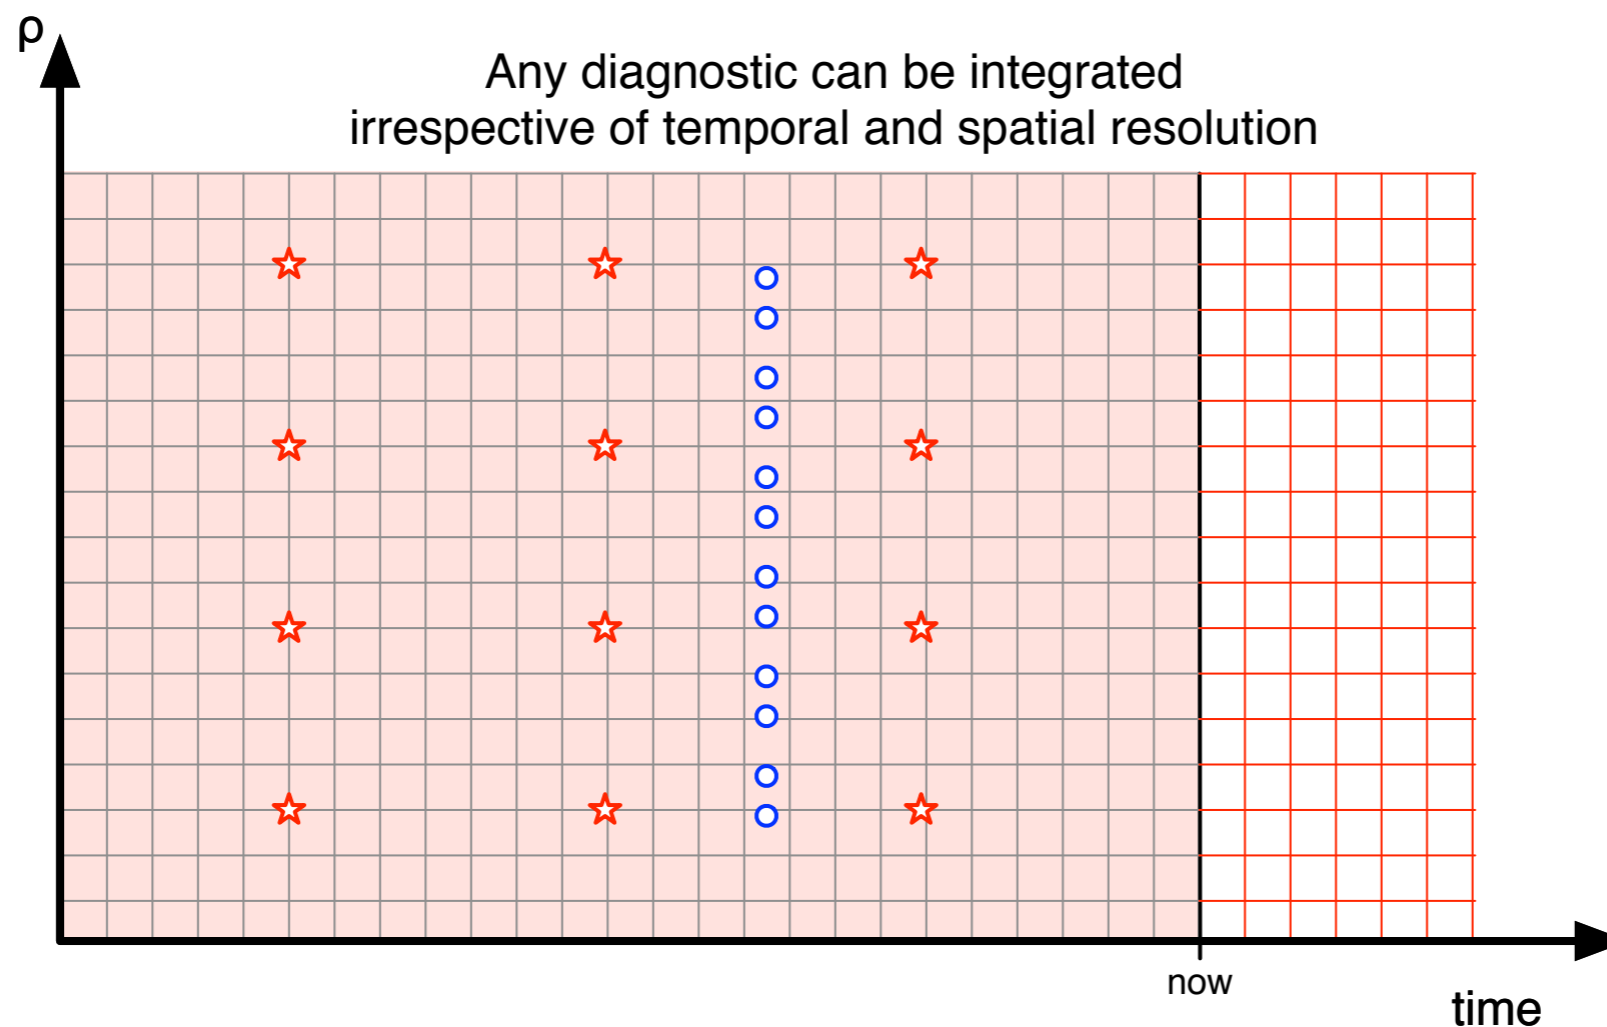 ρ
Any diagnostic can be integrated
irrespective of temporal and spatial resolution
now
time